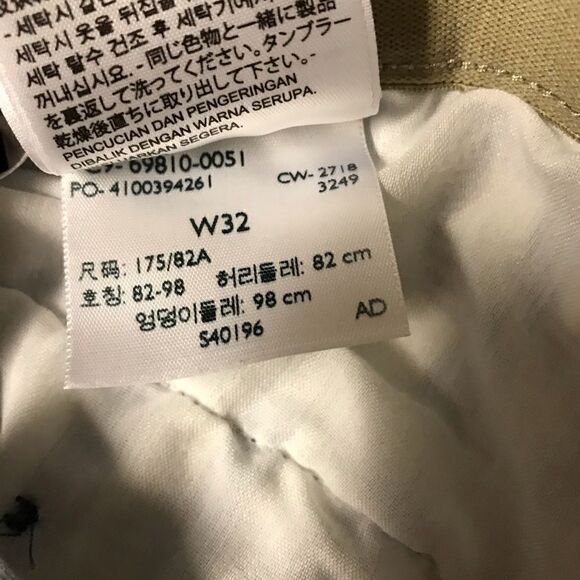 - 세탁시 옷을 뒤집을
세탁 탈수 건조 후 세탁기에서
꺼내십시요. -同じ色物と一緒に製品
を裏返して洗ってください。タンブラー
乾燥後直ちに取り出して下さい。
PENCUCIAN DAN PENGERINGAN
DIBALIK DENGAN WARNA SERUPA.
SEGERA.
69810-0051
PO- 4100394261
CW- 2718
3249
W32
尺码: 175/82A
호칭: 82-98 허리둘레: 82 cm
엉덩이둘레: 98 cm
S40196
AD